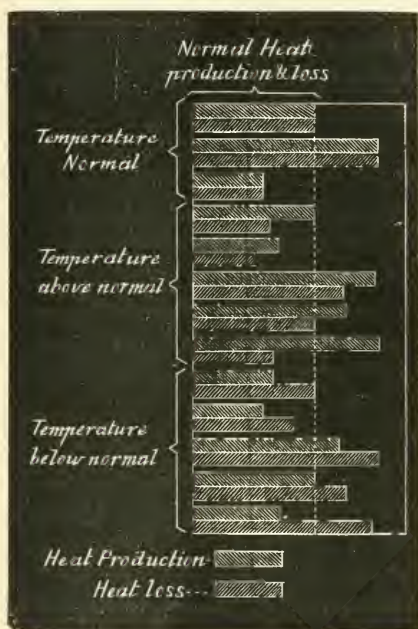 Normal Heat
production & loss
Temperature
Normal
Temperature
above normal
Temperature
below normal
Heat Production
Heat loss